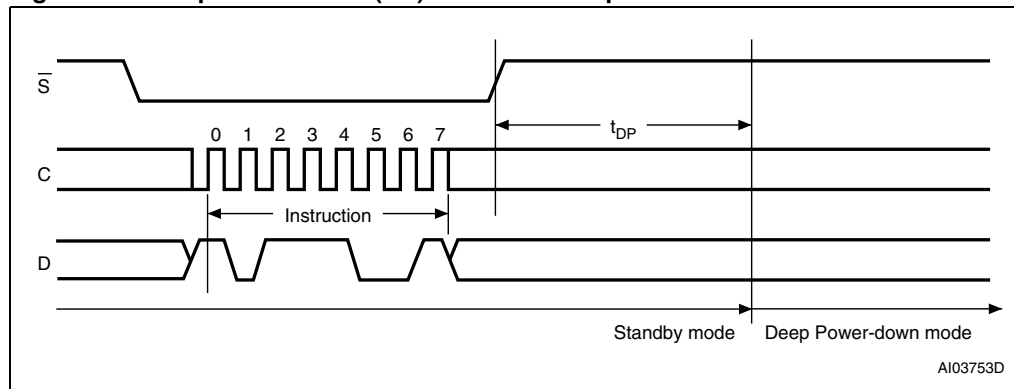 S
0 1 2 3 4 5 6 7
tDP
C
Instruction
D
Standby mode
Deep Power-down mode
AI03753D